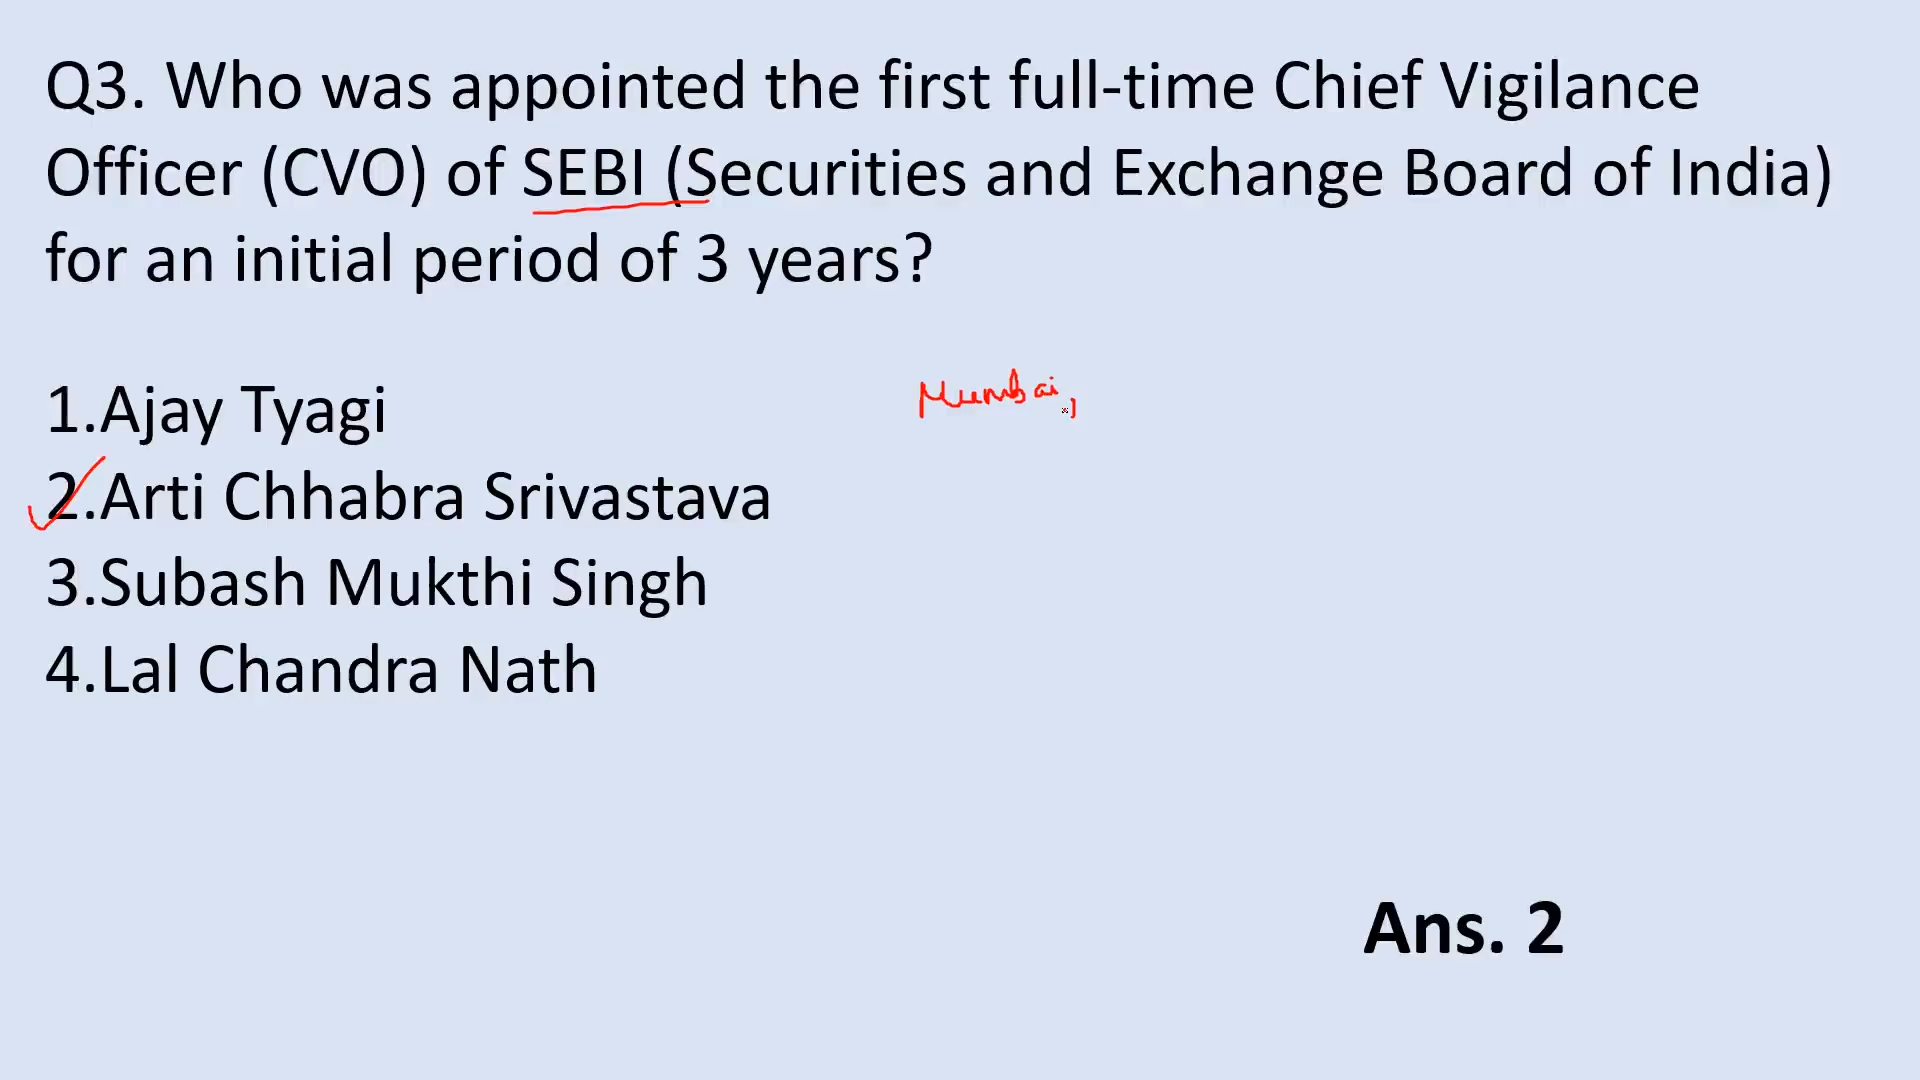 Q3. Who was appointed the first full-time Chief Vigilance
Officer (CVO) of SEBI (Securities and Exchange Board of India)
for an initial period of 3 years?
1.Ajay Tyagi
Mumbai,
2.Arti Chhabra Srivastava
3.Subash Mukthi Singh
4.Lal Chandra Nath
Ans. 2